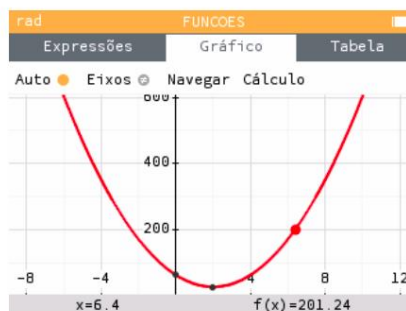 rad FUNCOES
Expressões Gráfico Tabela
Auto Eixos Navegar Cálculo
600
400
200
-8 -4 4 8 12
x=6.4 f(x)=201.24